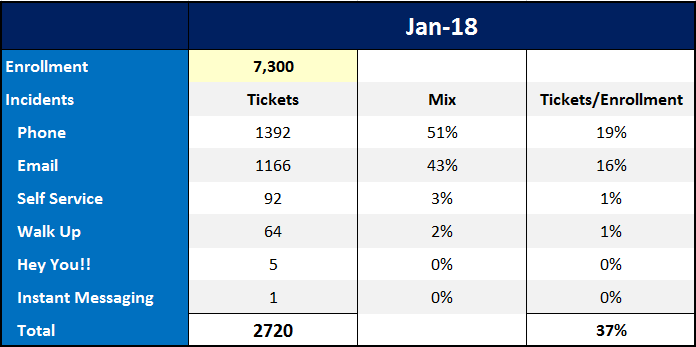 Jan-18
Enrollment 7,300
Incidents Tickets Mix Tickets/Enrollment
Phone 1392 51% 19%
Email 1166 43% 16%
Self Service 92 3% 1%
Walk Up 64 2% 1%
Hey You!! 5 0% 0%
Instant Messaging 1 0% 0%
Total 2720 37%